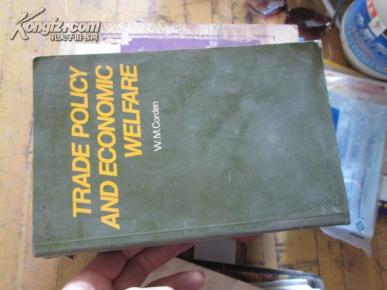 Kongfz.com
孔夫子旧书网
TRADE POLICY
AND ECONOMIC
WELFARE
W.M.Corden